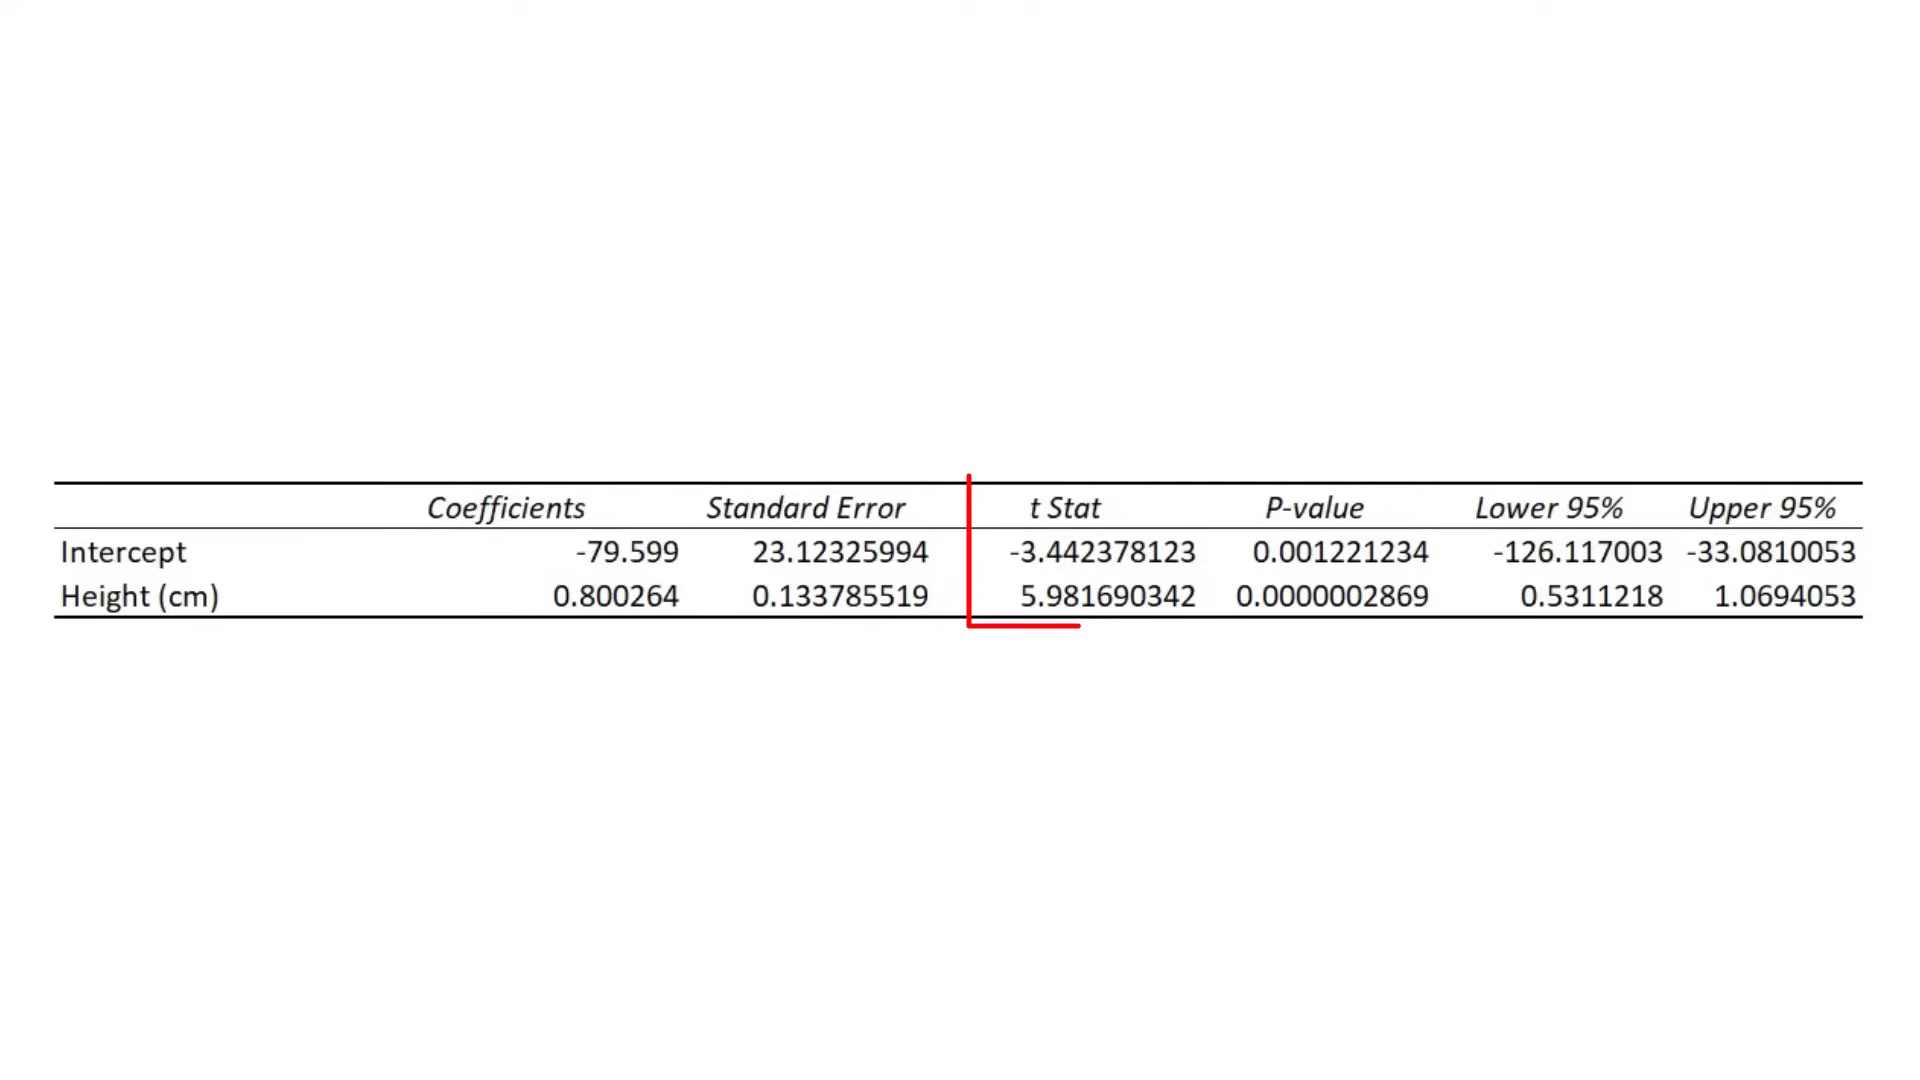 Coefficients Standard Error t Stat P-value Lower 95% Upper 95%
Intercept -79.599 23.12325994 -3.442378123 0.001221234 -126.117003 -33.0810053
Height (cm) 0.800264 0.133785519 5.981690342 0.0000002869 0.5311218 1.0694053